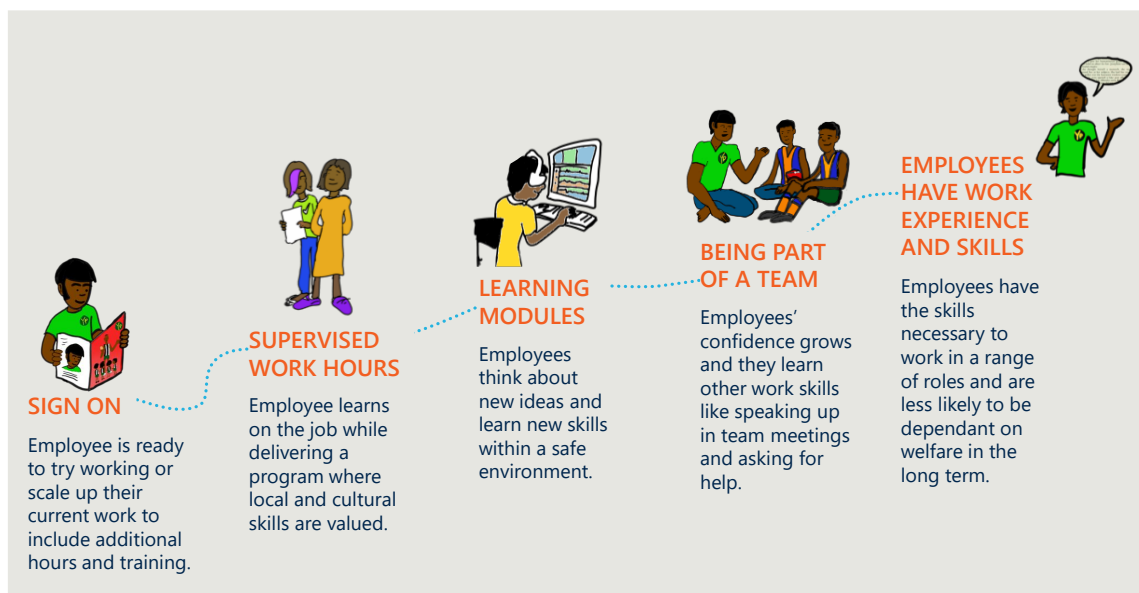 SIGN ON
Employee is ready
to try working or
scale up their
current work to
include additional
hours and training.
SUPERVISED
WORK HOURS
Employee learns
on the job while
delivering a
program where
local and cultural
skills are valued.
LEARNING
MODULES
Employees
think about
new ideas and
learn new skills
within a safe
environment.
BEING PART
OF A TEAM
Employees’
confidence grows
and they learn
other work skills
like speaking up
in team meetings
and asking for
help.
EMPLOYEES
HAVE WORK
EXPERIENCE
AND SKILLS
Employees have
the skills
necessary to
work in a range
of roles and are
less likely to be
dependant on
welfare in the
long term.